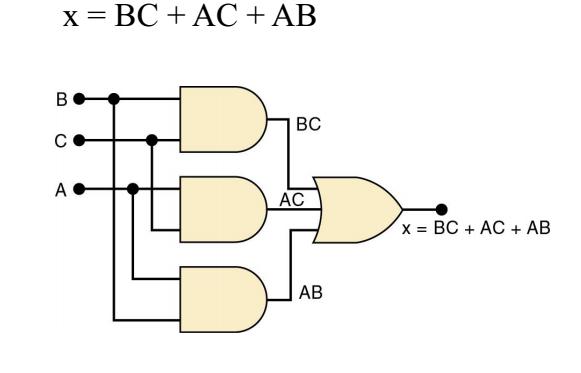 x = BC + AC + AB
B
BC
C
A
AC
x = BC + AC + AB
AB